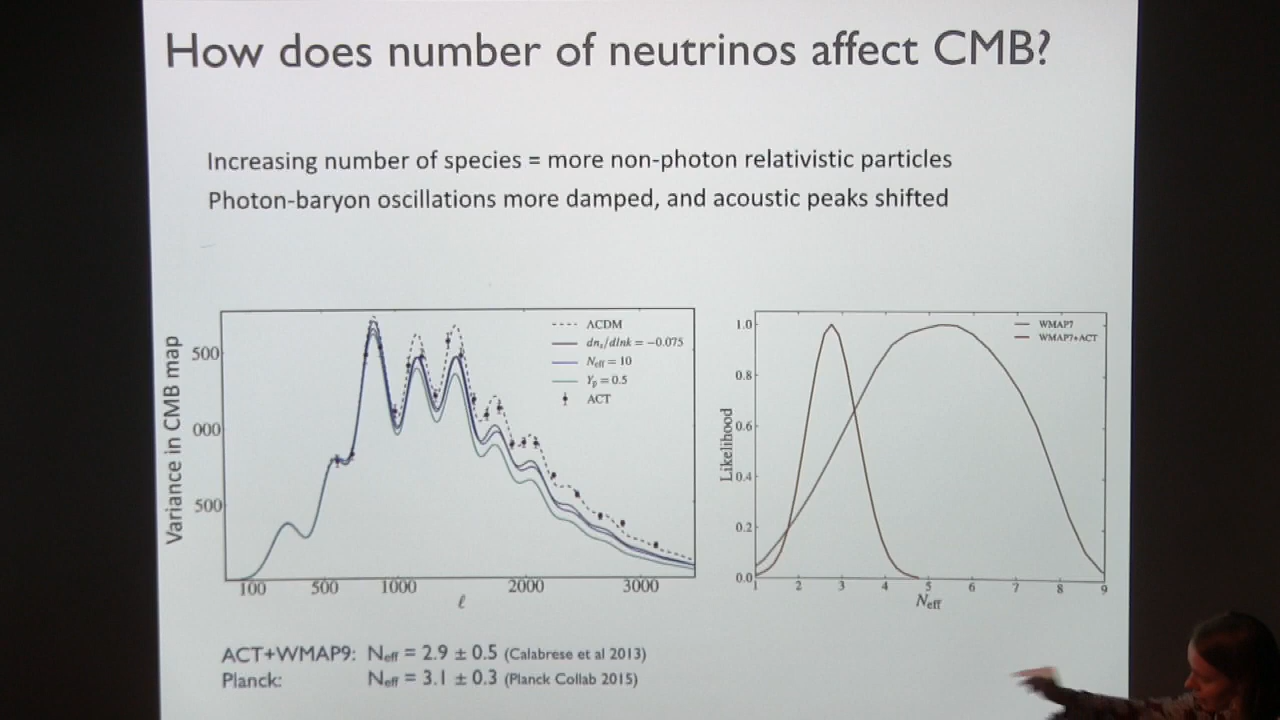 How does number of neutrinos affect CMB?
Increasing number of species = more non-photon relativistic particles
Photon-baryon oscillations more damped, and acoustic peaks shifted
Variance in CMB map
500
000
500
100 500 1000 2000 3000
ℓ
ΛCDM
dnₛ/dlnk = −0.075
N_eff = 10
Yₚ = 0.5
ACT
Likelihood
1.0
0.8
0.6
0.4
0.2
0.0
1 2 3 4 5 6 7 8 9
N_eff
WMAP7
WMAP7+ACT
ACT+WMAP9: N_eff = 2.9 ± 0.5 (Calabrese et al 2013)
Planck: N_eff = 3.1 ± 0.3 (Planck Collab 2015)